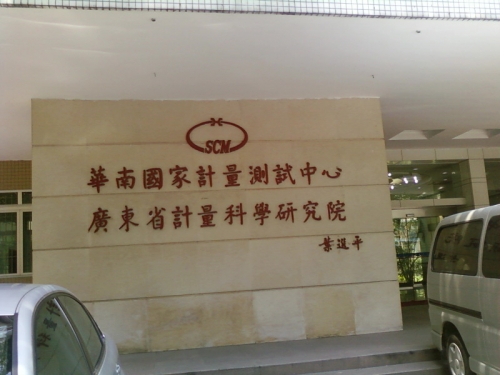 SCM
華南國家計量測試中心
廣東省計量科學研究院
葉選平